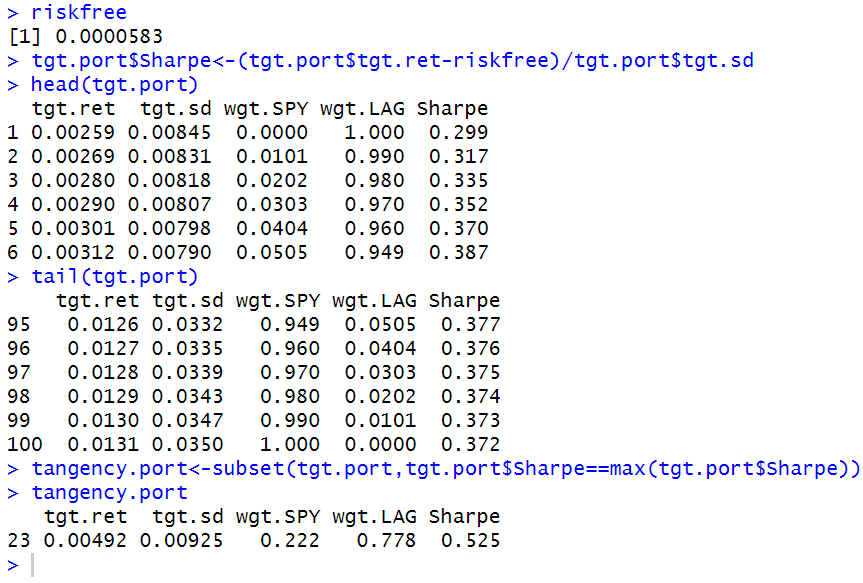 > riskfree
[1] 0.0000583
> tgt.port$Sharpe<-(tgt.port$tgt.ret-riskfree)/tgt.port$tgt.sd
> head(tgt.port)
  tgt.ret  tgt.sd wgt.SPY wgt.LAG Sharpe
1 0.00259 0.00845  0.0000   1.000  0.299
2 0.00269 0.00831  0.0101   0.990  0.317
3 0.00280 0.00818  0.0202   0.980  0.335
4 0.00290 0.00807  0.0303   0.970  0.352
5 0.00301 0.00798  0.0404   0.960  0.370
6 0.00312 0.00790  0.0505   0.949  0.387
> tail(tgt.port)
    tgt.ret tgt.sd wgt.SPY wgt.LAG Sharpe
95   0.0126 0.0332   0.949  0.0505  0.377
96   0.0127 0.0335   0.960  0.0404  0.376
97   0.0128 0.0339   0.970  0.0303  0.375
98   0.0129 0.0343   0.980  0.0202  0.374
99   0.0130 0.0347   0.990  0.0101  0.373
100  0.0131 0.0350   1.000  0.0000  0.372
> tangency.port<-subset(tgt.port,tgt.port$Sharpe==max(tgt.port$Sharpe))
> tangency.port
   tgt.ret  tgt.sd wgt.SPY wgt.LAG Sharpe
23 0.00492 0.00925   0.222   0.778  0.525
>